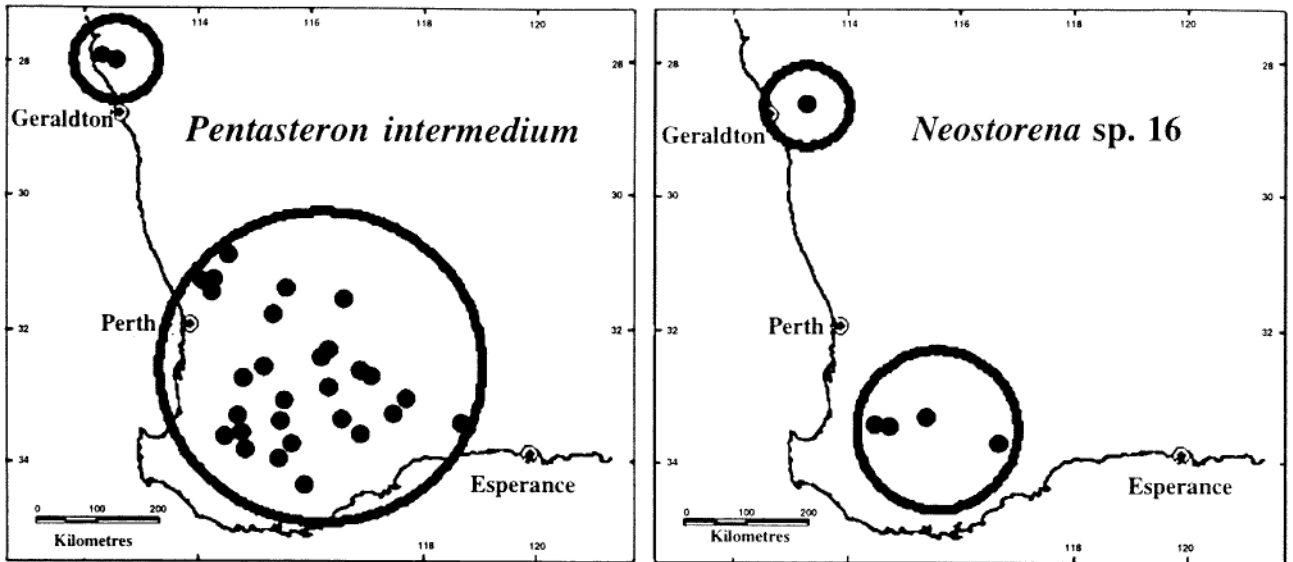 114 116 118 120
28 28
Geraldton
Pentasteron intermedium
30 30
Perth
32 32
34 34
Esperance
0 100 200
Kilometres
118 120
114 116 118 120
28 28
Geraldton
Neostorena sp. 16
30 30
Perth
32 32
34 34
Esperance
0 100 200
Kilometres
118 120